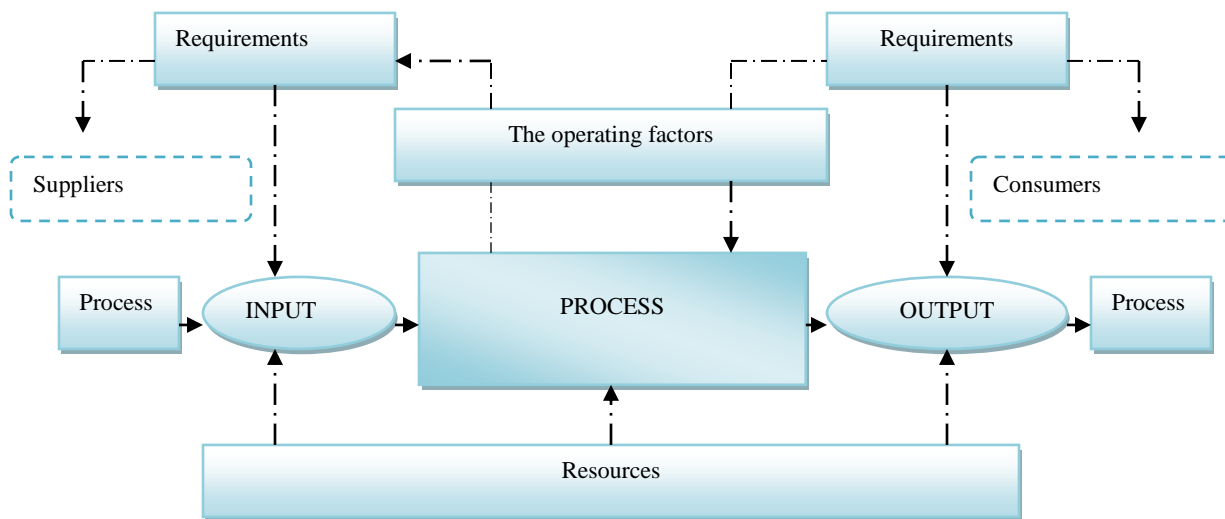 Requirements
Requirements
The operating factors
Suppliers
Consumers
Process
INPUT
PROCESS
OUTPUT
Process
Resources